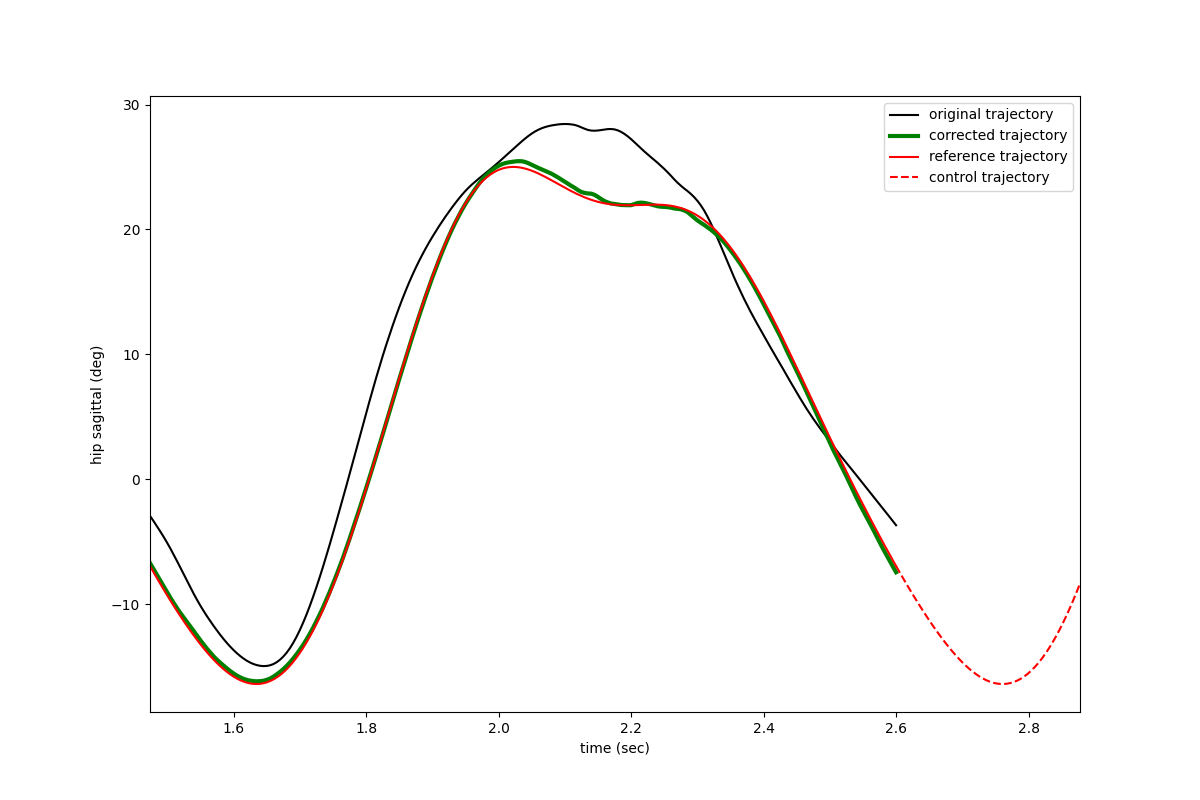 original trajectory
corrected trajectory
reference trajectory
control trajectory
hip sagittal (deg)
30
20
10
0
−10
1.6
1.8
2.0
2.2
2.4
2.6
2.8
time (sec)